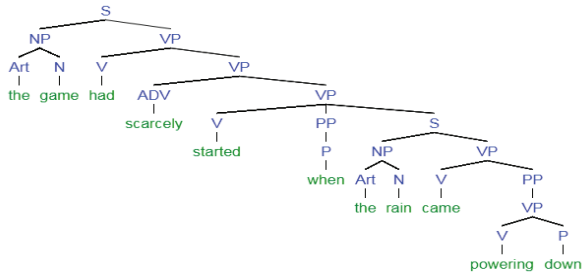 S
NP VP
Art N V VP
the game had ADV VP
scarcely V PP S
started P NP VP
when Art N V PP
the rain came VP
V P
powering down